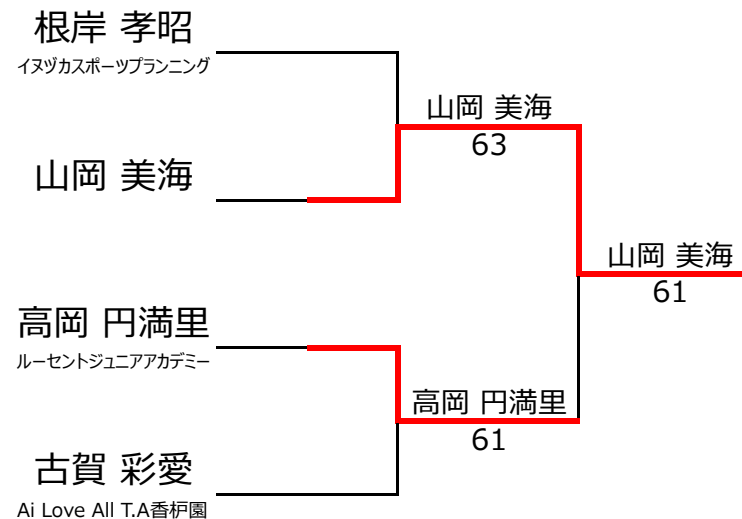 根岸 孝昭
イヌヅカスポーツプランニング
山岡 美海
63
山岡 美海
山岡 美海
61
高岡 円満里
ルーセントジュニアアカデミー
高岡 円満里
61
古賀 彩愛
Ai Love All T.A香枦園